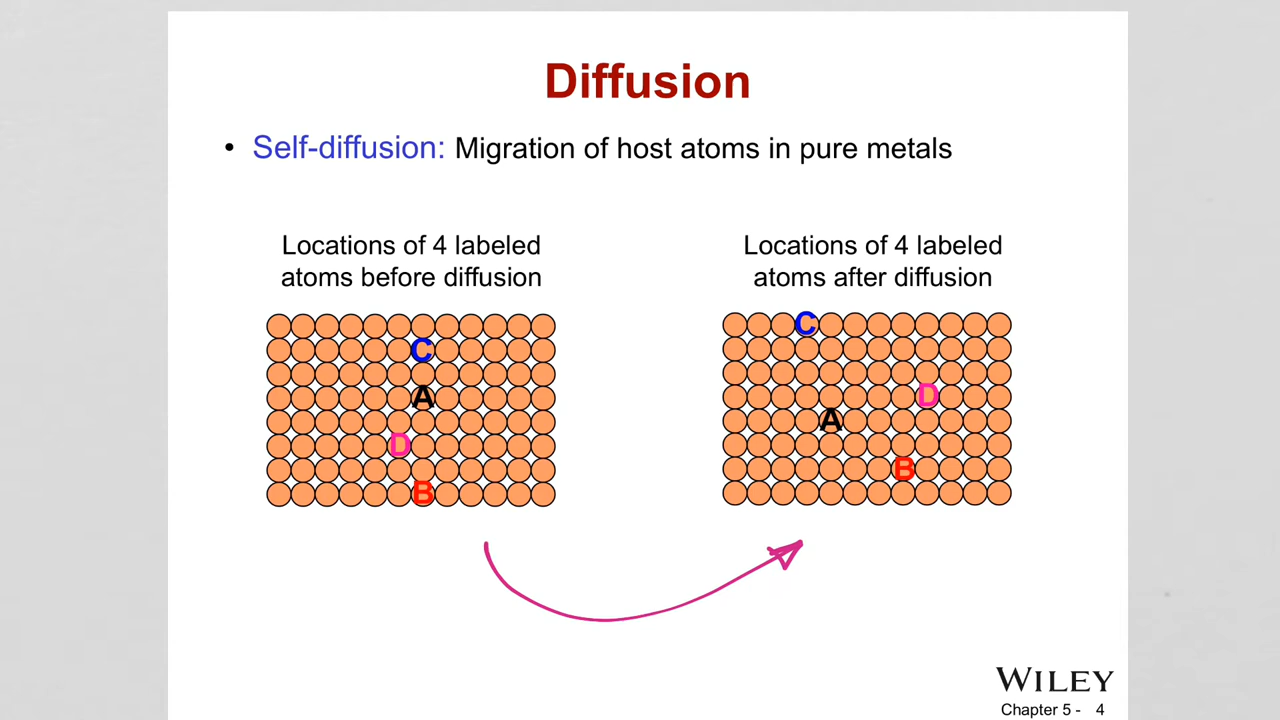 Diffusion
• Self-diffusion: Migration of host atoms in pure metals
Locations of 4 labeled
atoms before diffusion
C
A
D
B
Locations of 4 labeled
atoms after diffusion
C
D
A
B
WILEY
Chapter 5 - 4